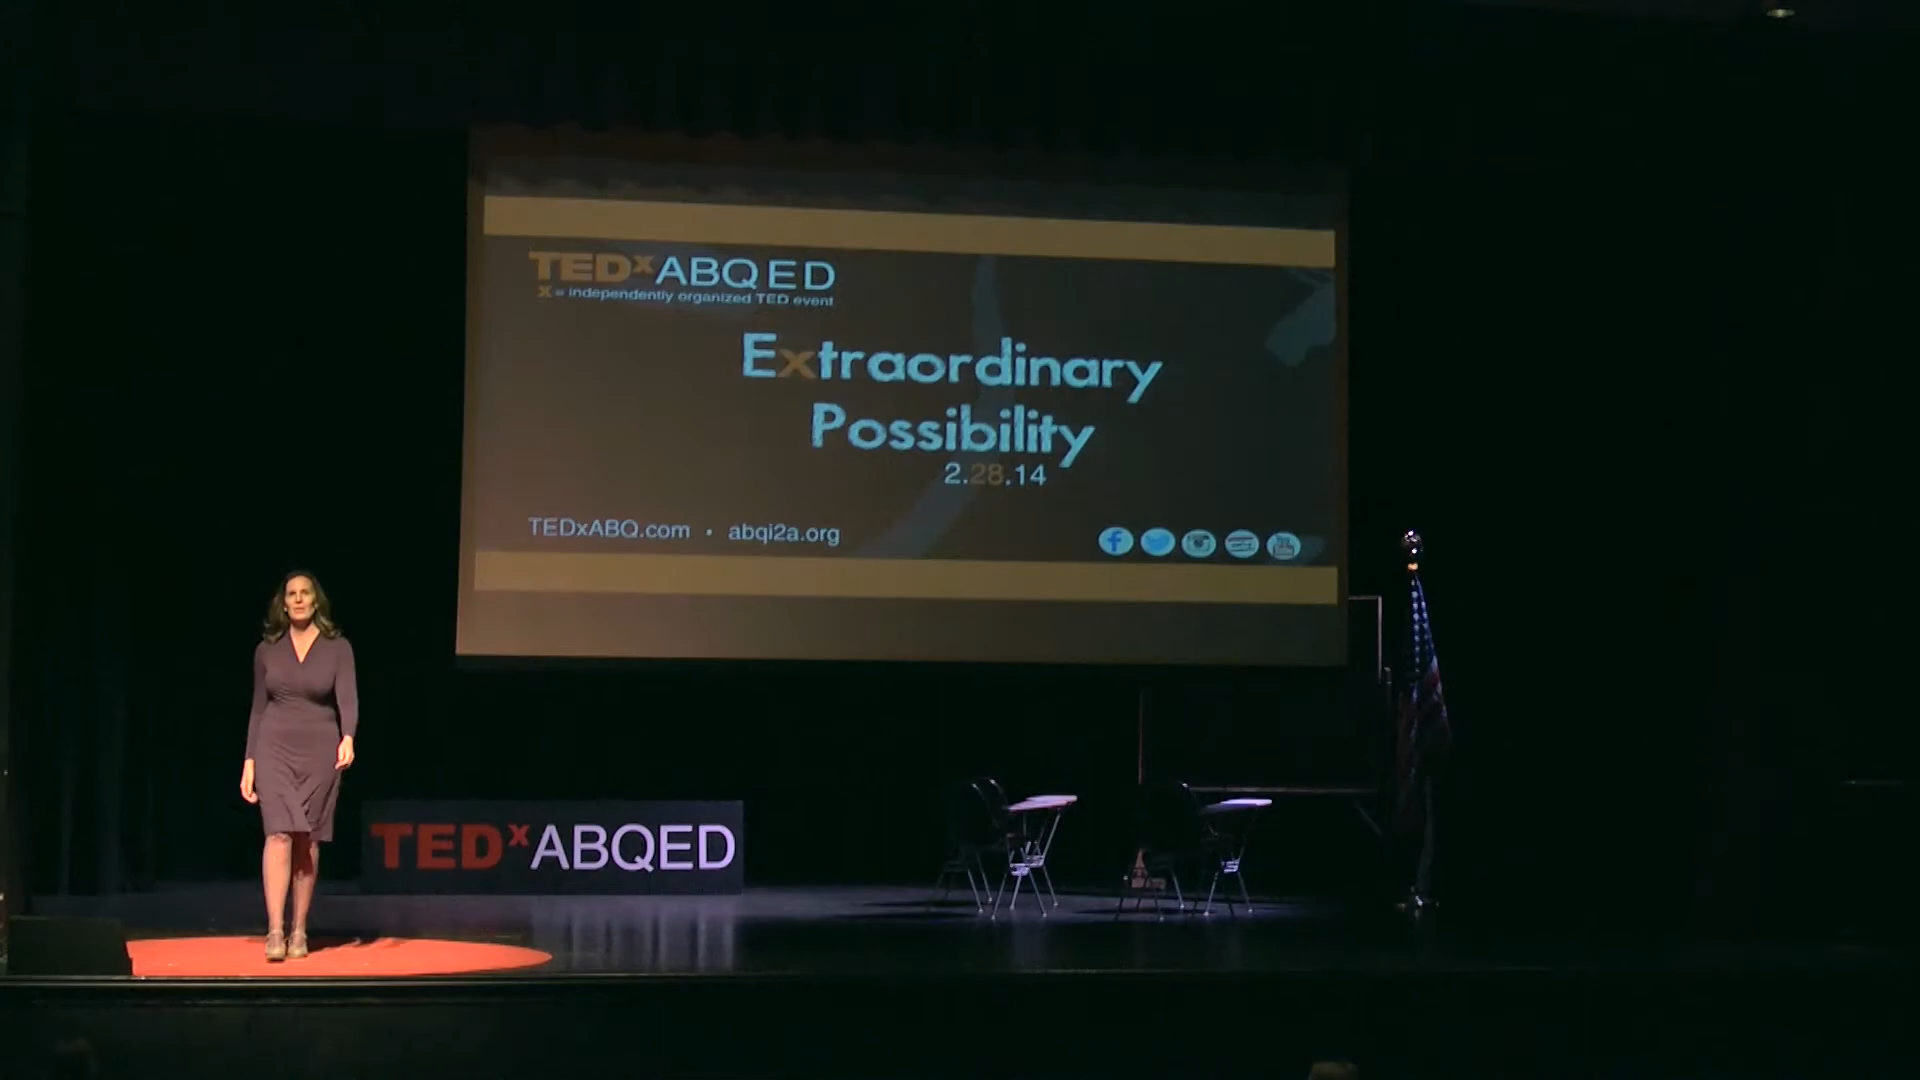 TEDxABQED
x = independently organized TED event
Extraordinary
Possibility
2.28.14
TEDxABQ.com • abqi2a.org
TEDxABQED